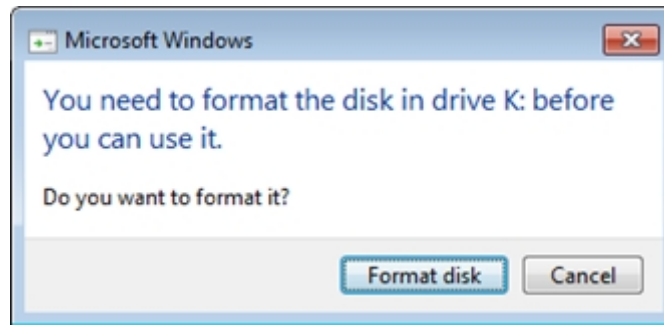 Microsoft Windows
You need to format the disk in drive K: before
you can use it.
Do you want to format it?
Format disk
Cancel